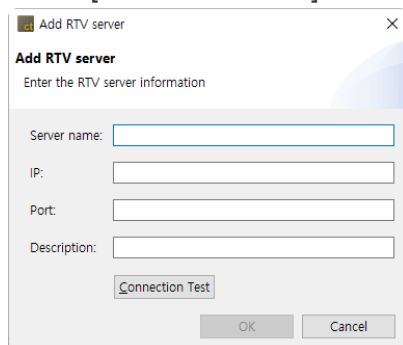 ct Add RTV server
Add RTV server
Enter the RTV server information
Server name:
IP:
Port:
Description:
Connection Test
OK Cancel